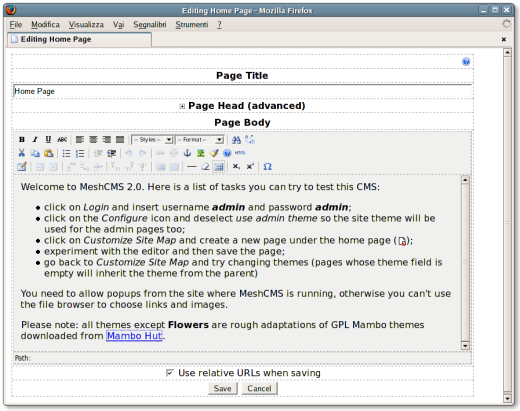 Editing Home Page - Mozilla Firefox
File Modifica Visualizza Vai Segnalibri Strumenti ?
Editing Home Page
Page Title
Home Page
Page Head (advanced)
Page Body
B I U ABC -- Styles -- -- Format --
HTML
Welcome to MeshCMS 2.0. Here is a list of tasks you can try to test this CMS:
click on Login and insert username admin and password admin;
click on the Configure icon and deselect use admin theme so the site theme will be
used for the admin pages too;
click on Customize Site Map and create a new page under the home page ( );
experiment with the editor and then save the page;
go back to Customize Site Map and try changing themes (pages whose theme field is
empty will inherit the theme from the parent)
You need to allow popups from the site where MeshCMS is running, otherwise you can't use
the file browser to choose links and images.
Please note: all themes except Flowers are rough adaptations of GPL Mambo themes
downloaded from Mambo Hut.
Path:
Use relative URLs when saving
Save Cancel